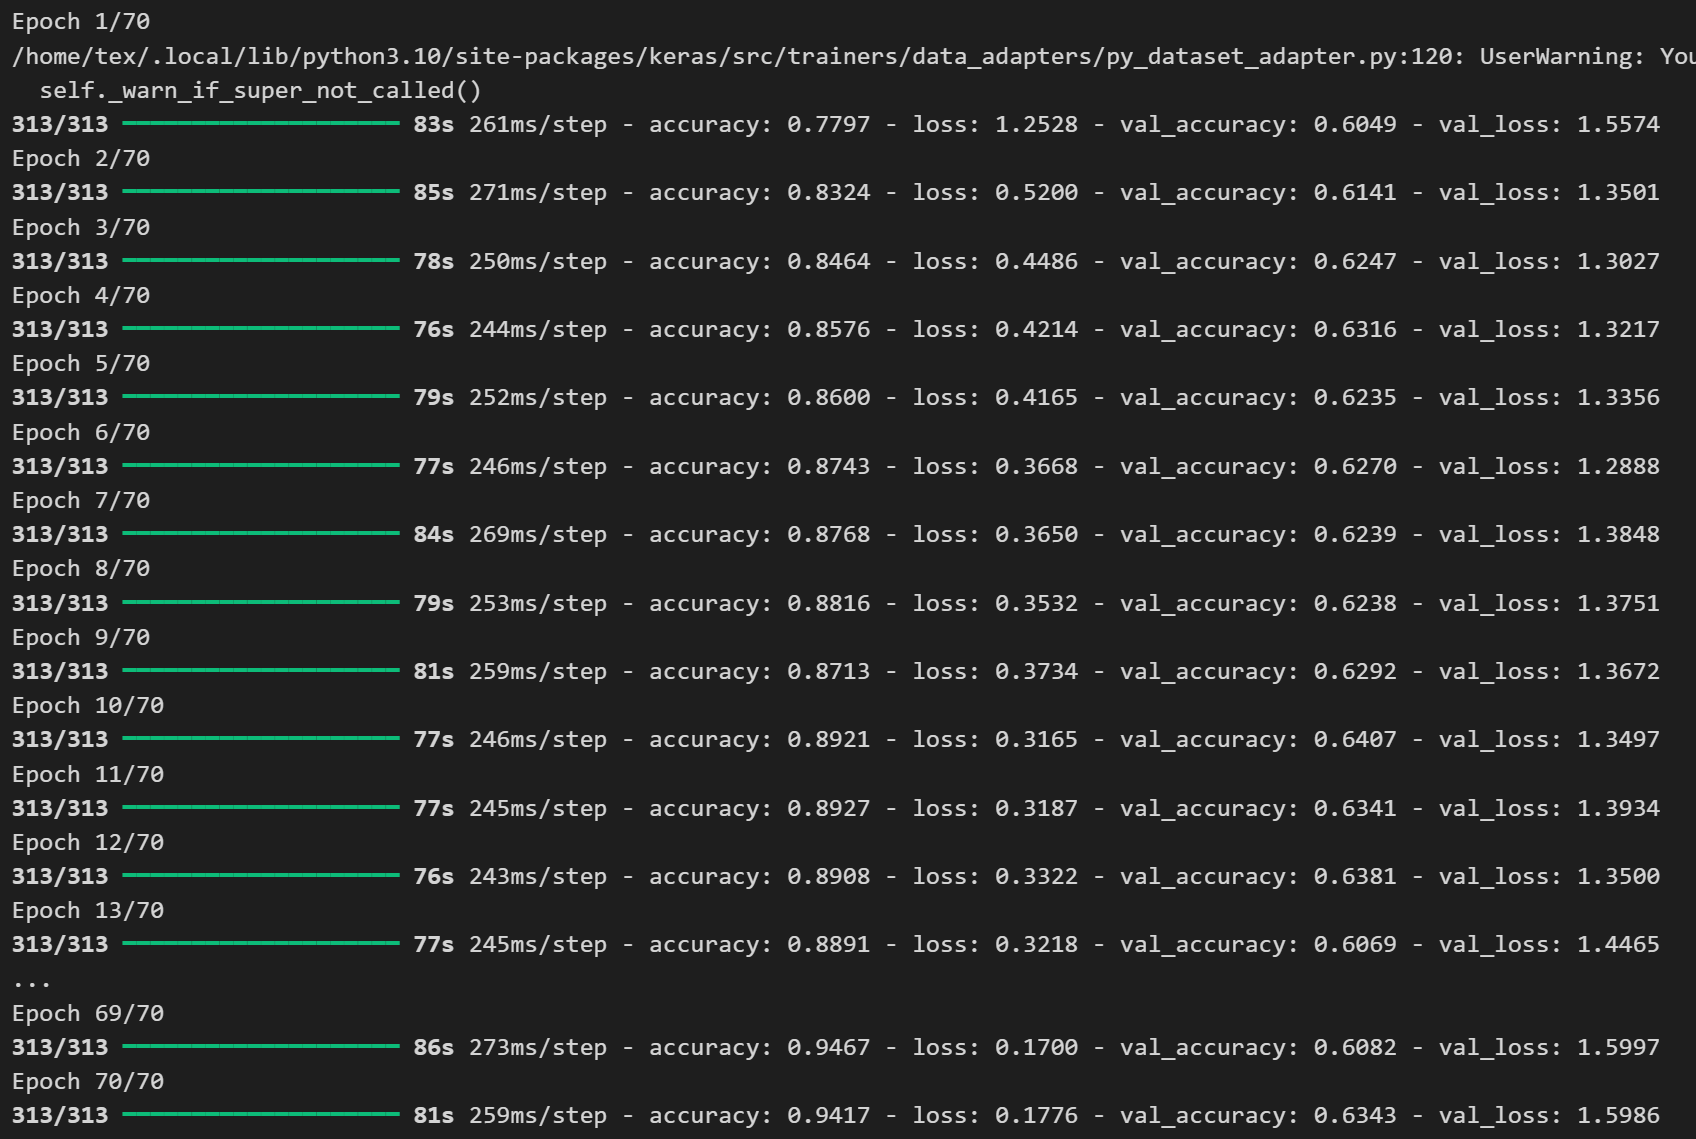 Epoch 1/70
/home/tex/.local/lib/python3.10/site-packages/keras/src/trainers/data_adapters/py_dataset_adapter.py:120: UserWarning: You
  self._warn_if_super_not_called()
313/313 ━━━━━━━━━━━━━━━━━━━━ 83s 261ms/step - accuracy: 0.7797 - loss: 1.2528 - val_accuracy: 0.6049 - val_loss: 1.5574
Epoch 2/70
313/313 ━━━━━━━━━━━━━━━━━━━━ 85s 271ms/step - accuracy: 0.8324 - loss: 0.5200 - val_accuracy: 0.6141 - val_loss: 1.3501
Epoch 3/70
313/313 ━━━━━━━━━━━━━━━━━━━━ 78s 250ms/step - accuracy: 0.8464 - loss: 0.4486 - val_accuracy: 0.6247 - val_loss: 1.3027
Epoch 4/70
313/313 ━━━━━━━━━━━━━━━━━━━━ 76s 244ms/step - accuracy: 0.8576 - loss: 0.4214 - val_accuracy: 0.6316 - val_loss: 1.3217
Epoch 5/70
313/313 ━━━━━━━━━━━━━━━━━━━━ 79s 252ms/step - accuracy: 0.8600 - loss: 0.4165 - val_accuracy: 0.6235 - val_loss: 1.3356
Epoch 6/70
313/313 ━━━━━━━━━━━━━━━━━━━━ 77s 246ms/step - accuracy: 0.8743 - loss: 0.3668 - val_accuracy: 0.6270 - val_loss: 1.2888
Epoch 7/70
313/313 ━━━━━━━━━━━━━━━━━━━━ 84s 269ms/step - accuracy: 0.8768 - loss: 0.3650 - val_accuracy: 0.6239 - val_loss: 1.3848
Epoch 8/70
313/313 ━━━━━━━━━━━━━━━━━━━━ 79s 253ms/step - accuracy: 0.8816 - loss: 0.3532 - val_accuracy: 0.6238 - val_loss: 1.3751
Epoch 9/70
313/313 ━━━━━━━━━━━━━━━━━━━━ 81s 259ms/step - accuracy: 0.8713 - loss: 0.3734 - val_accuracy: 0.6292 - val_loss: 1.3672
Epoch 10/70
313/313 ━━━━━━━━━━━━━━━━━━━━ 77s 246ms/step - accuracy: 0.8921 - loss: 0.3165 - val_accuracy: 0.6407 - val_loss: 1.3497
Epoch 11/70
313/313 ━━━━━━━━━━━━━━━━━━━━ 77s 245ms/step - accuracy: 0.8927 - loss: 0.3187 - val_accuracy: 0.6341 - val_loss: 1.3934
Epoch 12/70
313/313 ━━━━━━━━━━━━━━━━━━━━ 76s 243ms/step - accuracy: 0.8908 - loss: 0.3322 - val_accuracy: 0.6381 - val_loss: 1.3500
Epoch 13/70
313/313 ━━━━━━━━━━━━━━━━━━━━ 77s 245ms/step - accuracy: 0.8891 - loss: 0.3218 - val_accuracy: 0.6069 - val_loss: 1.4465
...
Epoch 69/70
313/313 ━━━━━━━━━━━━━━━━━━━━ 86s 273ms/step - accuracy: 0.9467 - loss: 0.1700 - val_accuracy: 0.6082 - val_loss: 1.5997
Epoch 70/70
313/313 ━━━━━━━━━━━━━━━━━━━━ 81s 259ms/step - accuracy: 0.9417 - loss: 0.1776 - val_accuracy: 0.6343 - val_loss: 1.5986